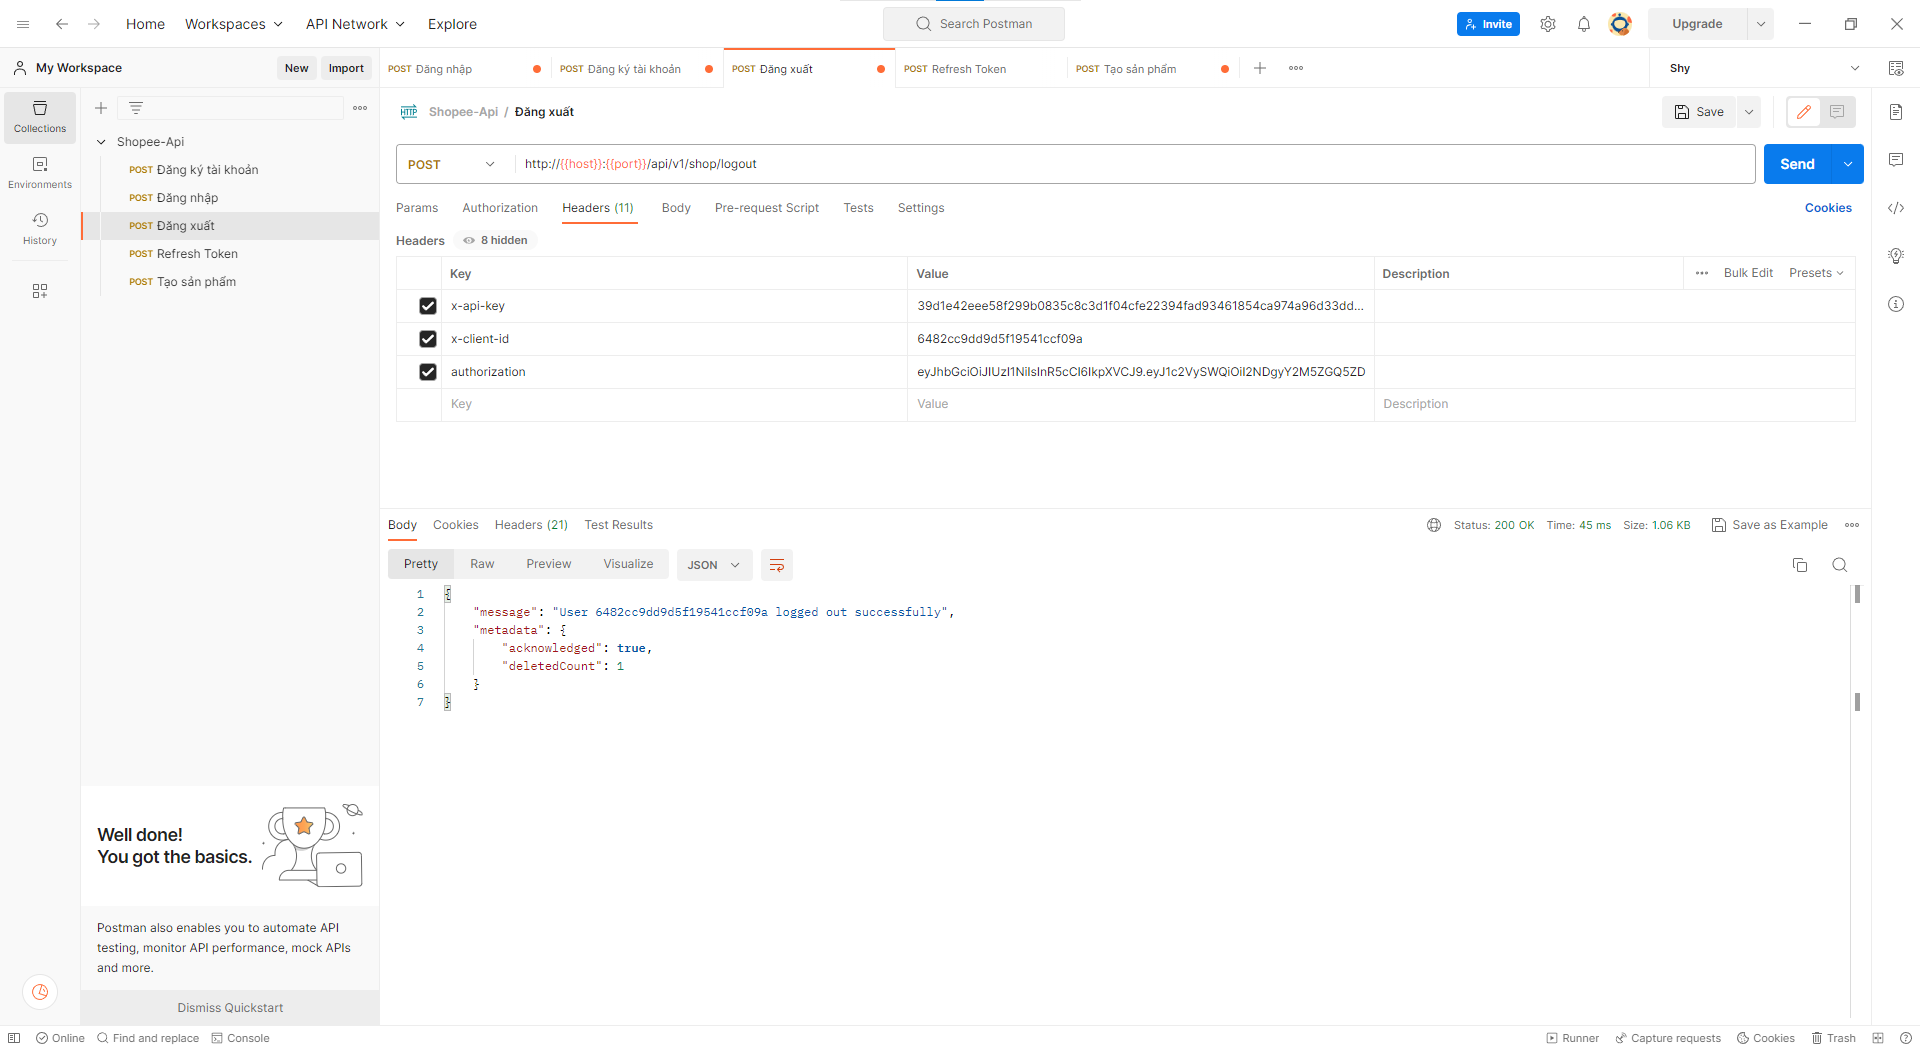 Home Workspaces API Network Explore Search Postman Invite Upgrade
My Workspace New Import
POST Đăng nhập POST Đăng ký tài khoản POST Đăng xuất POST Refresh Token POST Tạo sản phẩm Shy
Collections
Environments
History
Shopee-Api
POST Đăng ký tài khoản
POST Đăng nhập
POST Đăng xuất
POST Refresh Token
POST Tạo sản phẩm
HTTP Shopee-Api / Đăng xuất Save
POST http://{{host}}:{{port}}/api/v1/shop/logout Send
Params Authorization Headers (11) Body Pre-request Script Tests Settings Cookies
Headers 8 hidden
Key Value Description Bulk Edit Presets
x-api-key 39d1e42eee58f299b0835c8c3d1f04cfe22394fad93461854ca974a96d33dd...
x-client-id 6482cc9dd9d5f19541ccf09a
authorization eyJhbGciOiJIUzI1NiIsInR5cCI6IkpXVCJ9.eyJ1c2VySWQiOiI2NDgyY2M5ZGQ5ZD
Key Value Description
Body Cookies Headers (21) Test Results Status: 200 OK Time: 45 ms Size: 1.06 KB Save as Example
Pretty Raw Preview Visualize JSON
1 {
2 "message": "User 6482cc9dd9d5f19541ccf09a logged out successfully",
3 "metadata": {
4 "acknowledged": true,
5 "deletedCount": 1
6 }
7 }
Well done!
You got the basics.
Postman also enables you to automate API
testing, monitor API performance, mock APIs
and more.
Dismiss Quickstart
Online Find and replace Console Runner Capture requests Cookies Trash